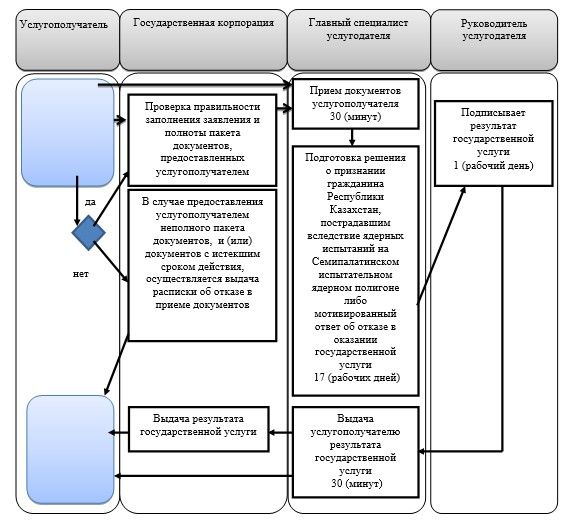 Услугополучатель
Государственная корпорация
Главный специалист
услугодателя
Руководитель
услугодателя
Проверка правильности
заполнения заявления и
полноты пакета
документов,
предоставленных
услугополучателем
Прием документов
услугополучателя
30 (минут)
Подписывает
результат
государственной
услуги
1 (рабочий день)
да
нет
В случае предоставления
услугополучателем
неполного пакета
документов, и (или)
документов с истекшим
сроком действия,
осуществляется выдача
расписки об отказе в
приеме документов
Подготовка решения
о признании
гражданина
Республики
Казахстан,
пострадавшим
вследствие ядерных
испытаний на
Семипалатинском
испытательном
ядерном полигоне
либо
мотивированный
ответ об отказе в
оказании
государственной
услуги
17 (рабочих дней)
Выдача результата
государственной услуги
Выдача
услугополучателю
результата
государственной
услуги
30 (минут)